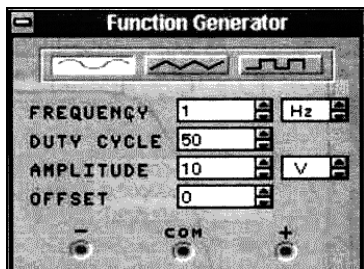 Function Generator
FREQUENCY 1 Hz
DUTY CYCLE 50
AMPLITUDE 10 V
OFFSET 0
- COM +